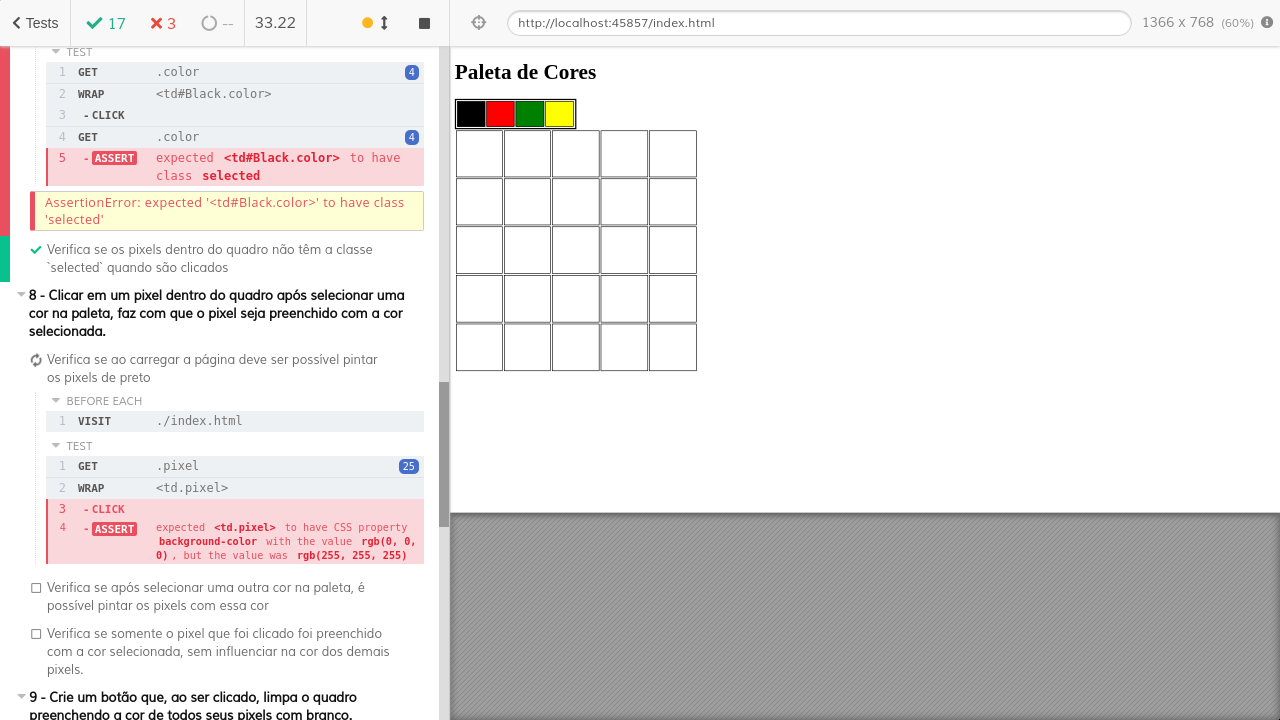 Tests 17 3 -- 33.22
http://localhost:45857/index.html 1366 x 768 (60%)
TEST
1 GET .color 4
2 WRAP <td#Black.color>
3 - CLICK
4 GET .color 4
5 - ASSERT expected <td#Black.color> to have
class selected
AssertionError: expected '<td#Black.color>' to have class
'selected'
Verifica se os pixels dentro do quadro não têm a classe
`selected` quando são clicados
8 - Clicar em um pixel dentro do quadro após selecionar uma
cor na paleta, faz com que o pixel seja preenchido com a cor
selecionada.
Verifica se ao carregar a página deve ser possível pintar
os pixels de preto
BEFORE EACH
1 VISIT ./index.html
TEST
1 GET .pixel 25
2 WRAP <td.pixel>
3 - CLICK
4 - ASSERT expected <td.pixel> to have CSS property
background-color with the value rgb(0, 0,
0) , but the value was rgb(255, 255, 255)
Verifica se após selecionar uma outra cor na paleta, é
possível pintar os pixels com essa cor
Verifica se somente o pixel que foi clicado foi preenchido
com a cor selecionada, sem influenciar na cor dos demais
pixels.
9 - Crie um botão que, ao ser clicado, limpa o quadro
preenchendo a cor de todos seus pixels com branco.
Paleta de Cores